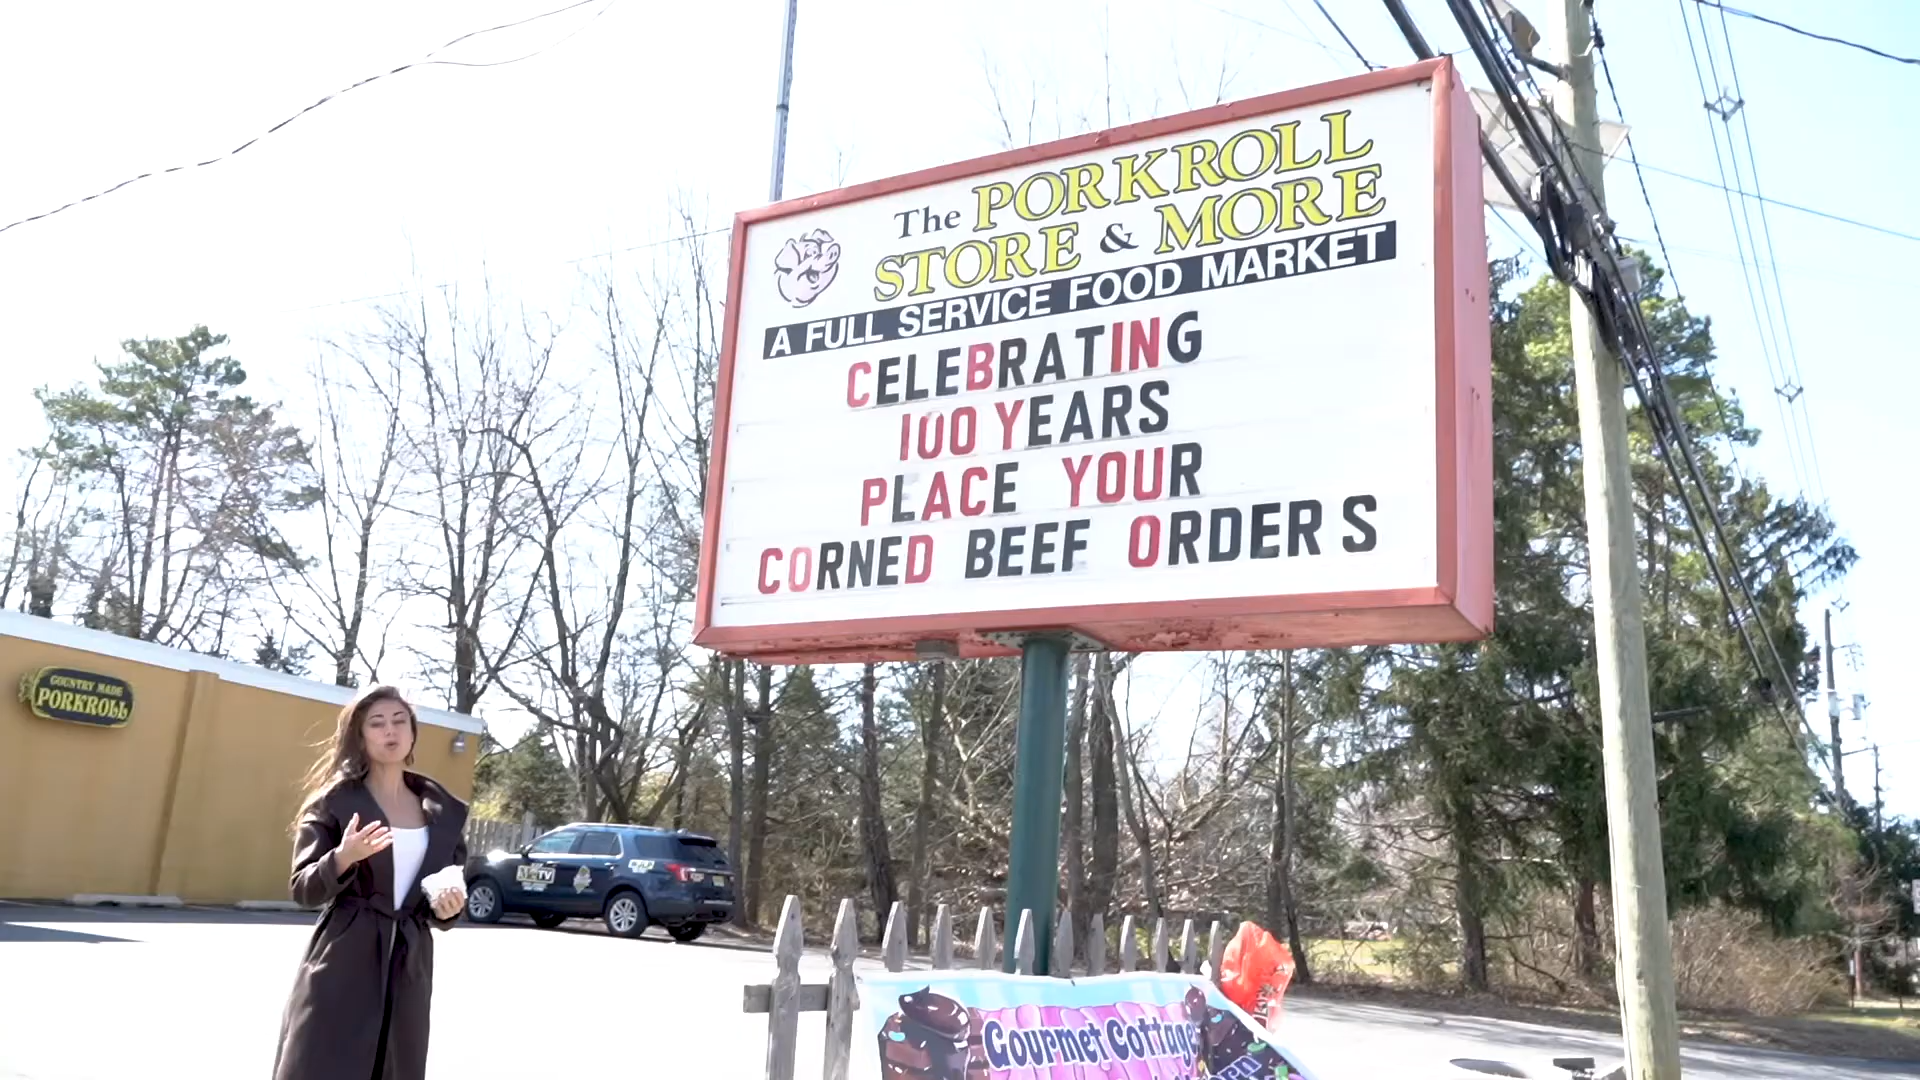 The PORKROLL
STORE & MORE
A FULL SERVICE FOOD MARKET
CELEBRATING
100 YEARS
PLACE YOUR
CORNED BEEF ORDERS
COUNTRY MADE
PORKROLL
MeTV
Gourmet Cottage